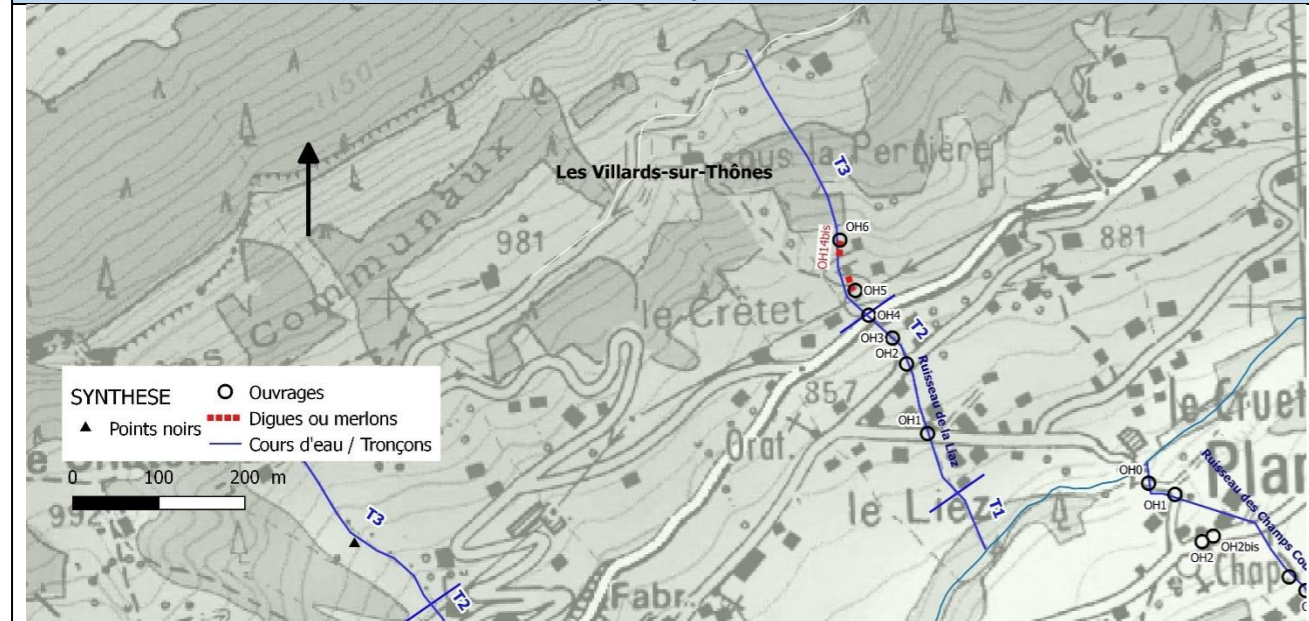 1150
Les Villards-sur-Thônes
sous la Perrière
T3
OH6
OH14bis
OH5
981
881
Communaux
le Crêtet
OH4
OH3
T2
OH2
Ruisseau de la Liaz
857
Orat.
OH1
le Liez
T1
le Cruet
Plan
OH0
OH1
Ruisseau des Champs Cou
OH2bis
OH2
Chap
SYNTHESE
Ouvrages
Points noirs
Digues ou merlons
Cours d'eau / Tronçons
0 100 200 m
992
T3
T2
Fabr.